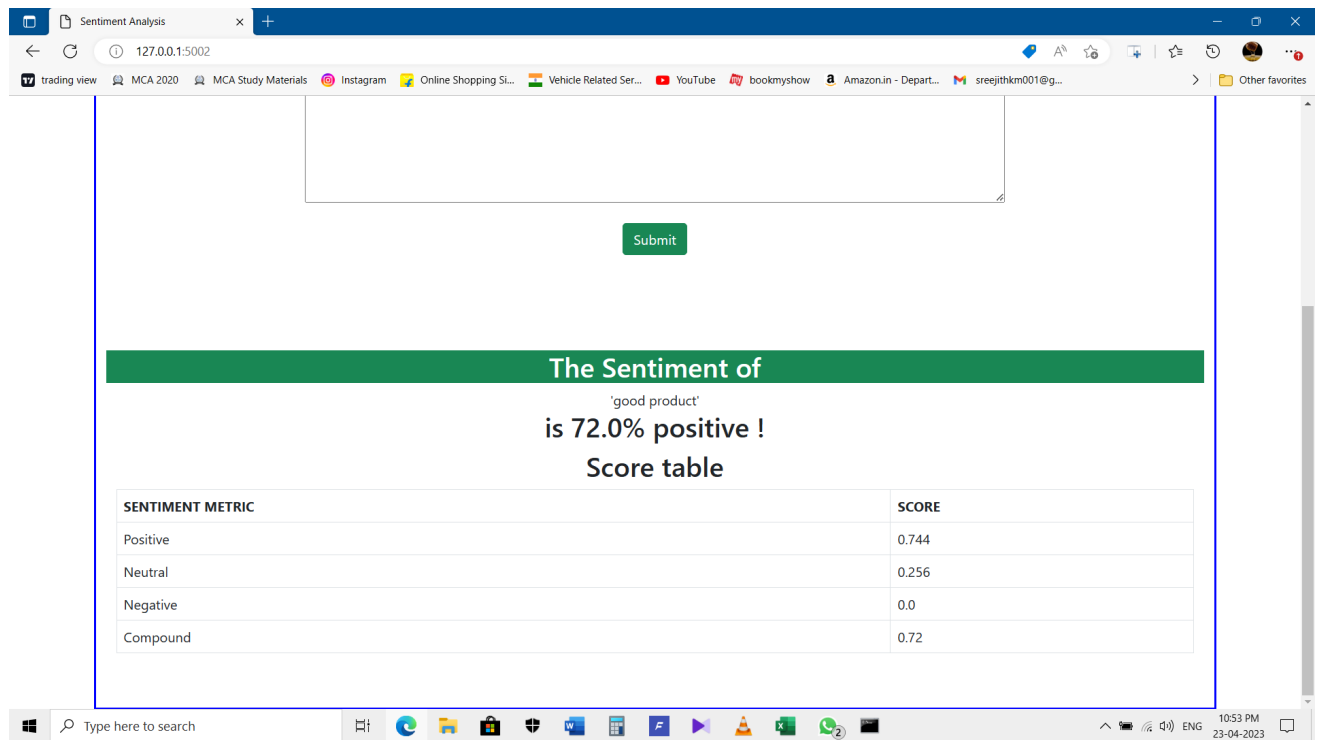 Sentiment Analysis
127.0.0.1:5002
trading view MCA 2020 MCA Study Materials Instagram Online Shopping Si... Vehicle Related Ser... YouTube bookmyshow Amazon.in - Depart... sreejithkm001@g... Other favorites
Submit
The Sentiment of
'good product'
is 72.0% positive !
Score table
SENTIMENT METRIC SCORE
Positive 0.744
Neutral 0.256
Negative 0.0
Compound 0.72
Type here to search
2
ENG
10:53 PM
23-04-2023